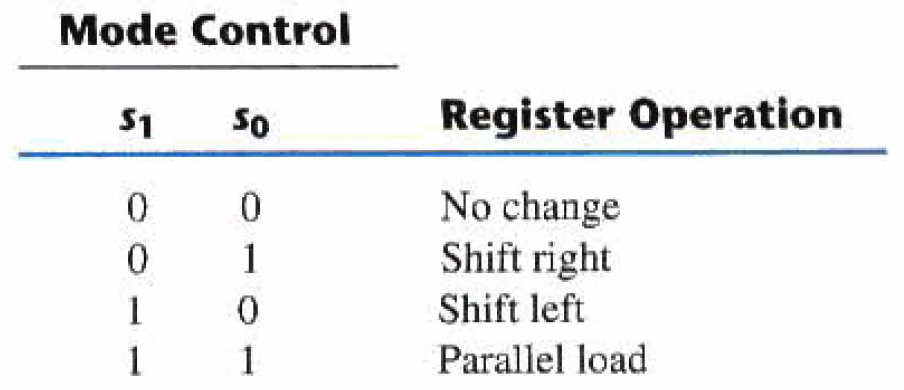 Mode Control
s1 s0 Register Operation
0 0 No change
0 1 Shift right
1 0 Shift left
1 1 Parallel load